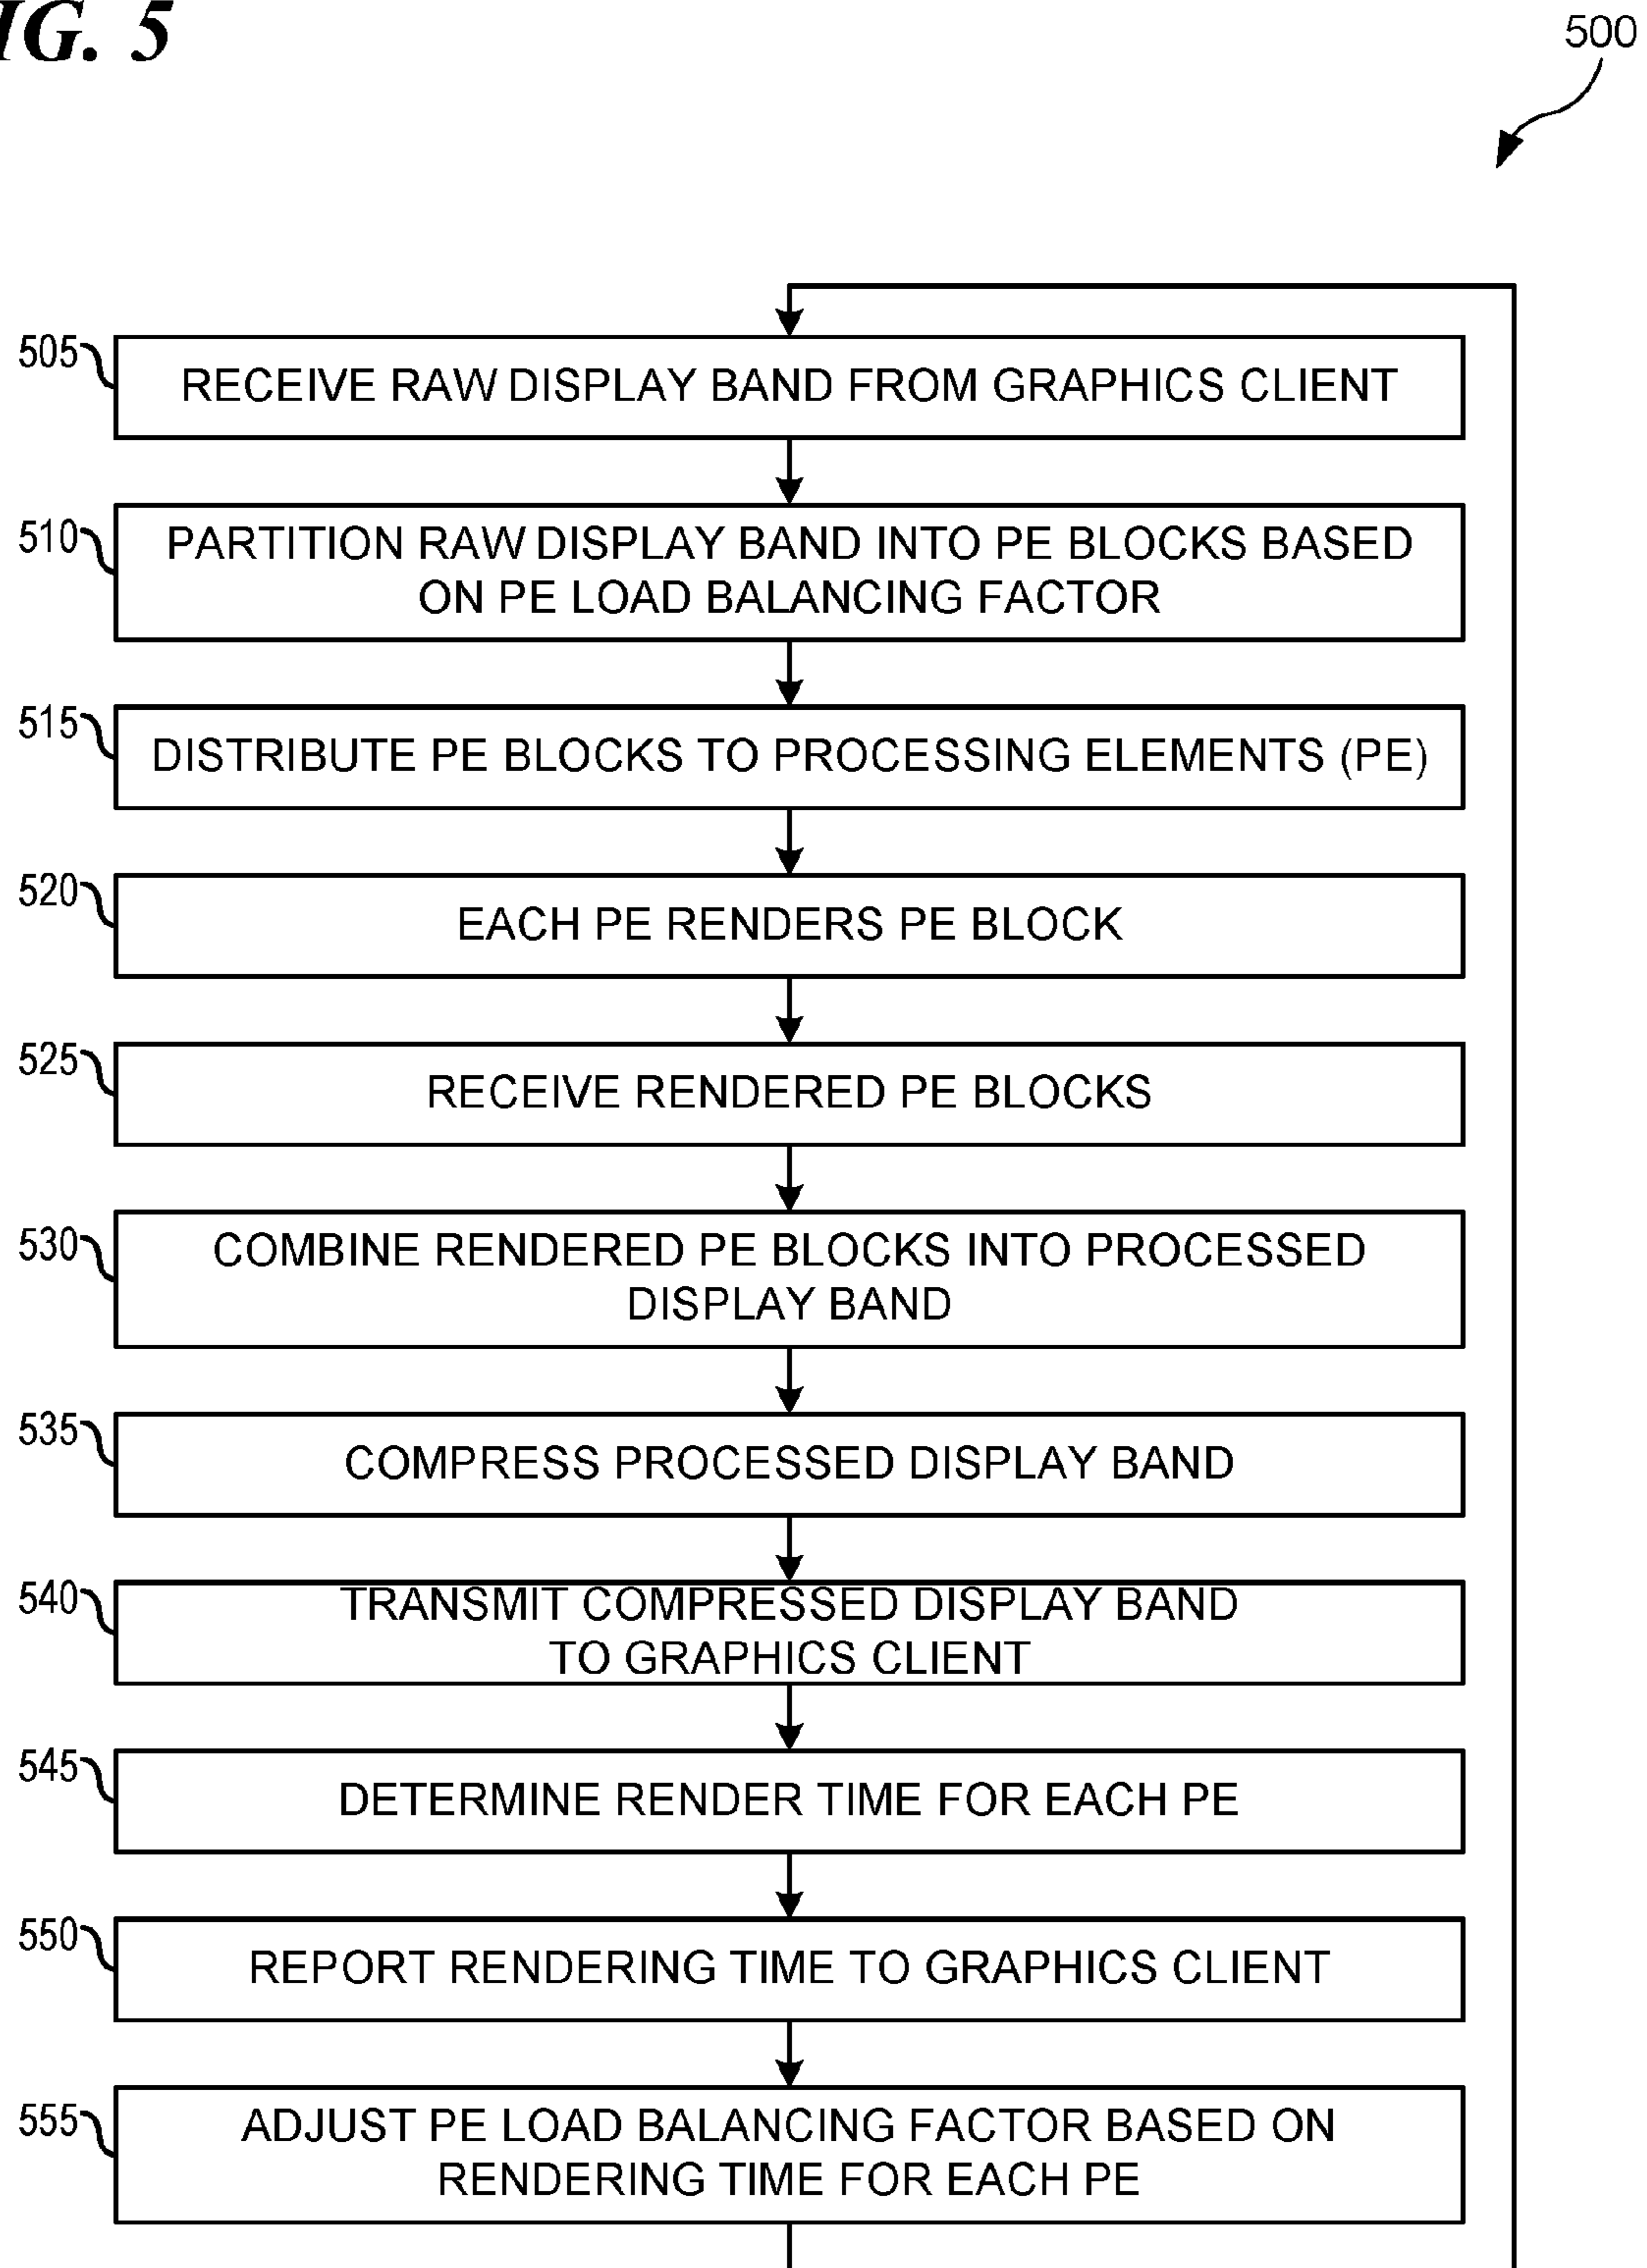 IG. 5
500
505
RECEIVE RAW DISPLAY BAND FROM GRAPHICS CLIENT
510
PARTITION RAW DISPLAY BAND INTO PE BLOCKS BASED
ON PE LOAD BALANCING FACTOR
515
DISTRIBUTE PE BLOCKS TO PROCESSING ELEMENTS (PE)
520
EACH PE RENDERS PE BLOCK
525
RECEIVE RENDERED PE BLOCKS
530
COMBINE RENDERED PE BLOCKS INTO PROCESSED
DISPLAY BAND
535
COMPRESS PROCESSED DISPLAY BAND
540
TRANSMIT COMPRESSED DISPLAY BAND
TO GRAPHICS CLIENT
545
DETERMINE RENDER TIME FOR EACH PE
550
REPORT RENDERING TIME TO GRAPHICS CLIENT
555
ADJUST PE LOAD BALANCING FACTOR BASED ON
RENDERING TIME FOR EACH PE